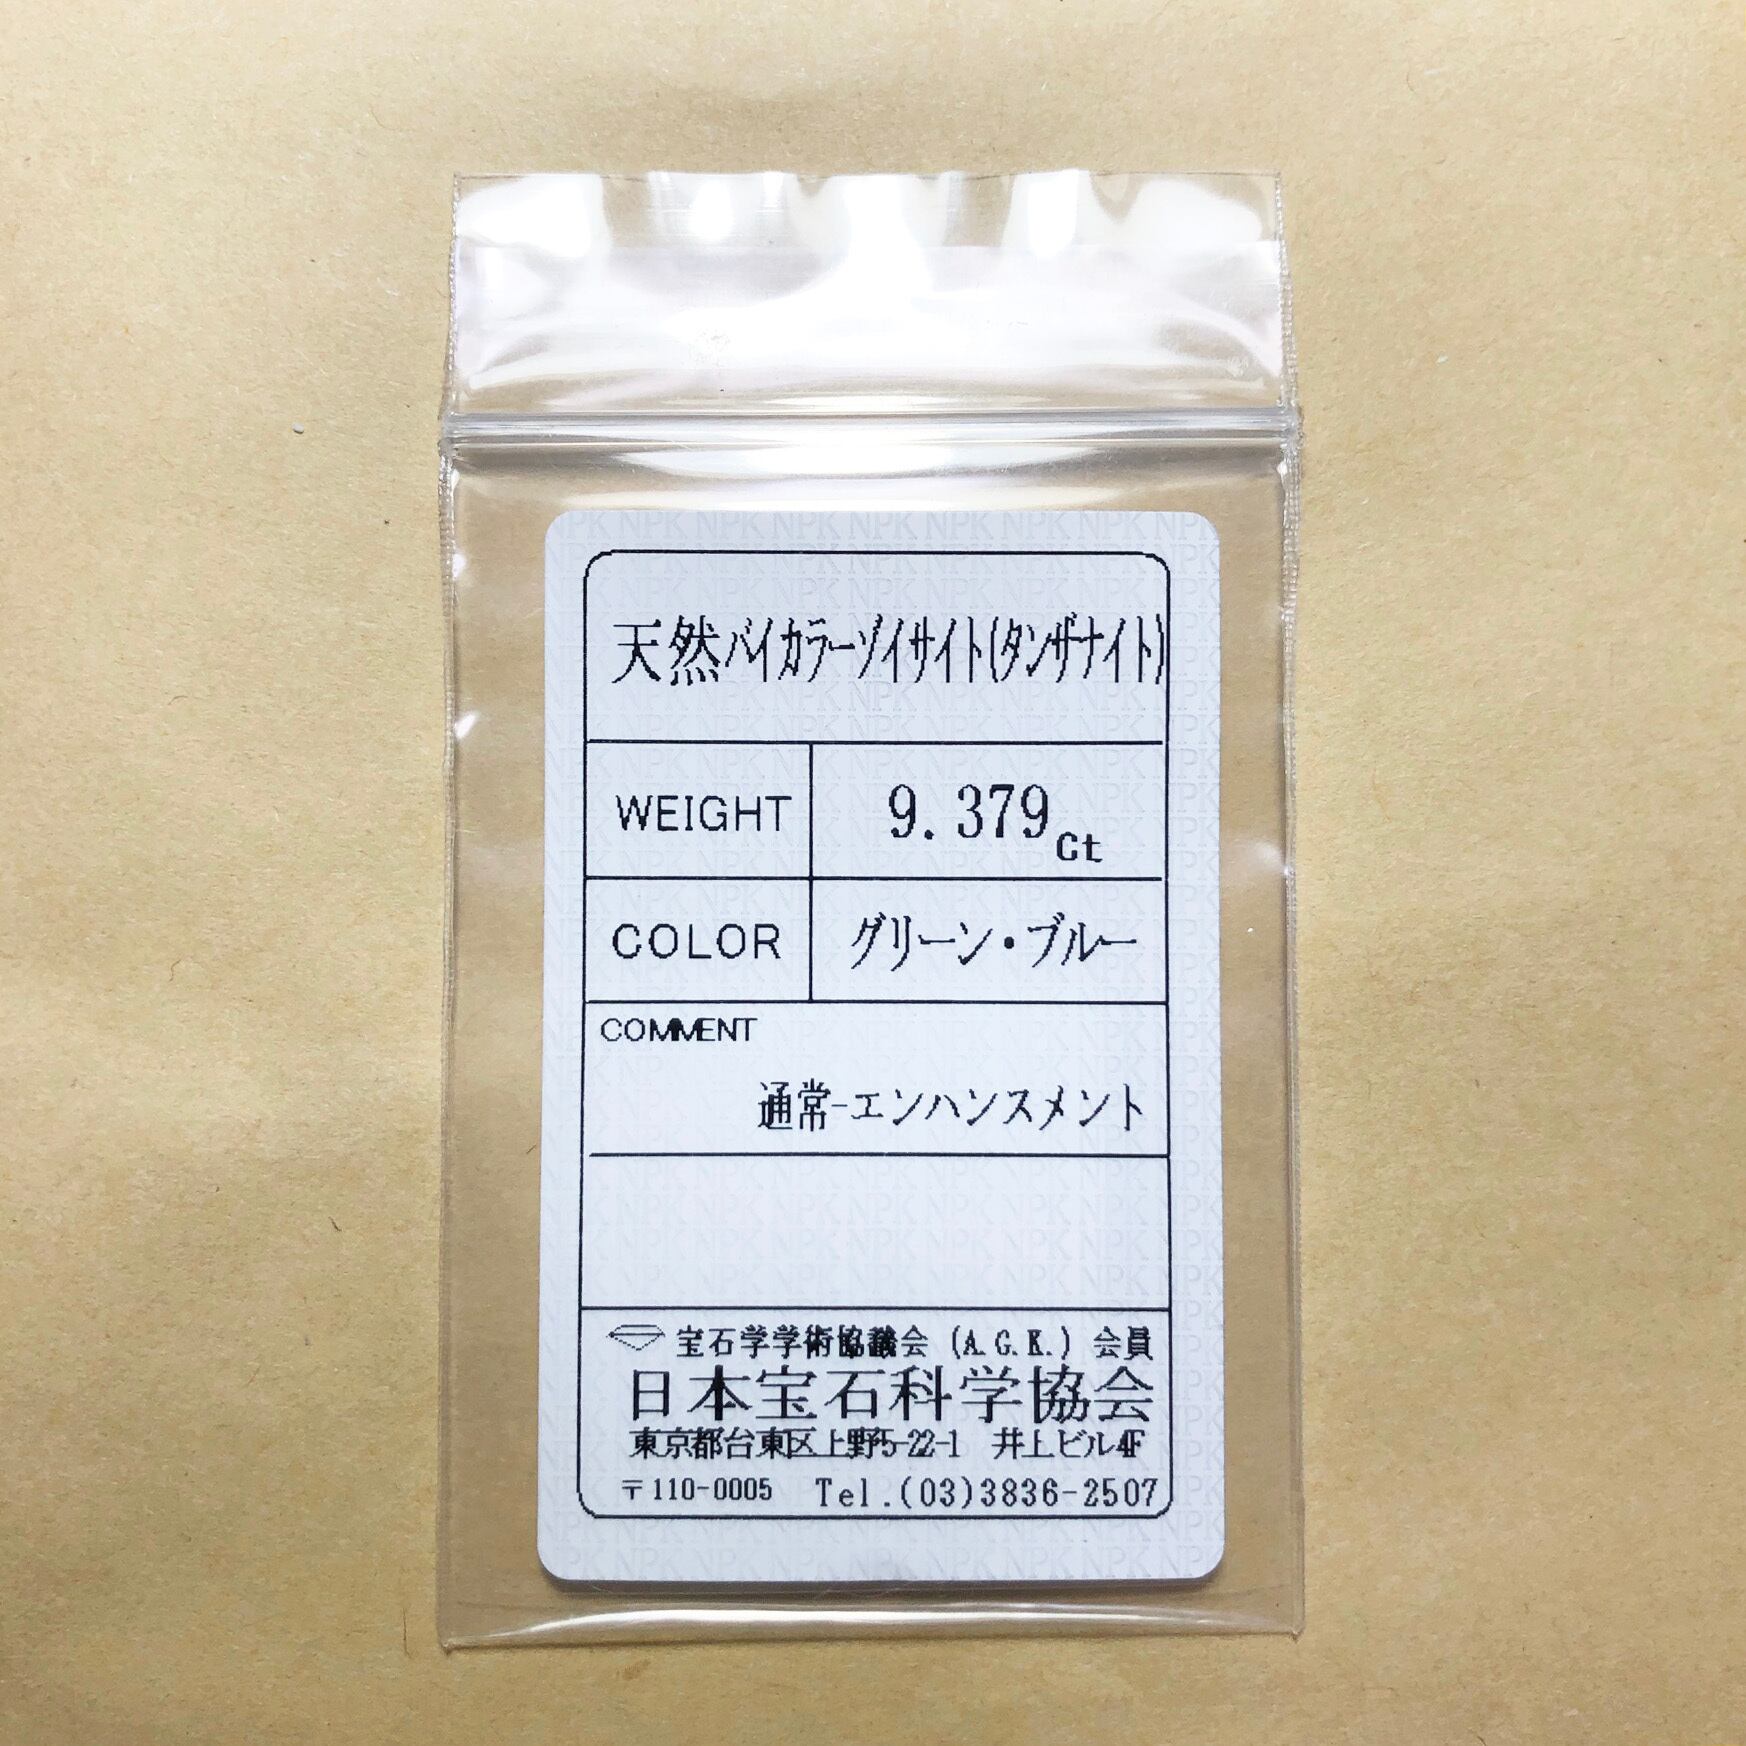 天然バイカラーゾイサイト(タンザナイト)
WEIGHT 9.379ct
COLOR グリーン・ブルー
COMMENT
通常-エンハンスメント
宝石学学術協議会 (A.G.K.) 会員
日本宝石科学協会
東京都台東区上野5-22-1 井上ビル4F
〒110-0005 Tel.(03)3836-2507